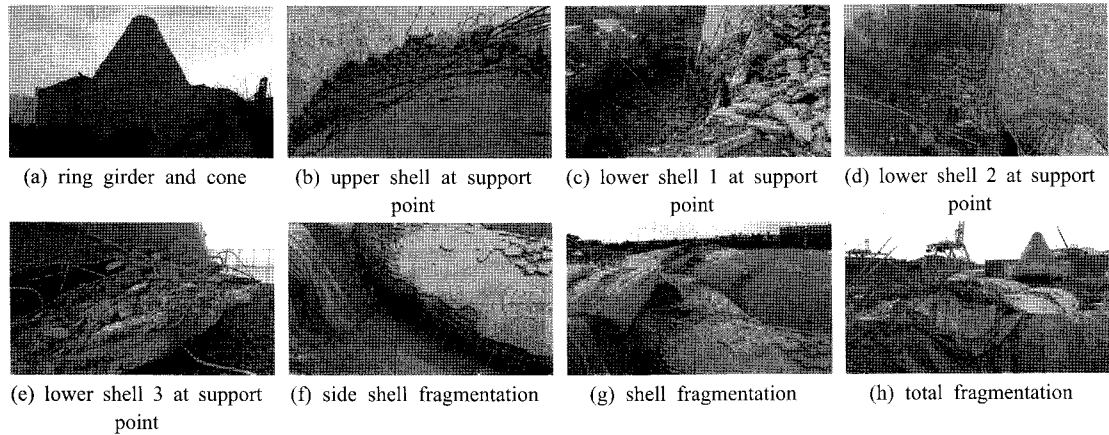 (a) ring girder and cone
(b) upper shell at support
point
(c) lower shell 1 at support
point
(d) lower shell 2 at support
point
(e) lower shell 3 at support
point
(f) side shell fragmentation
(g) shell fragmentation
(h) total fragmentation